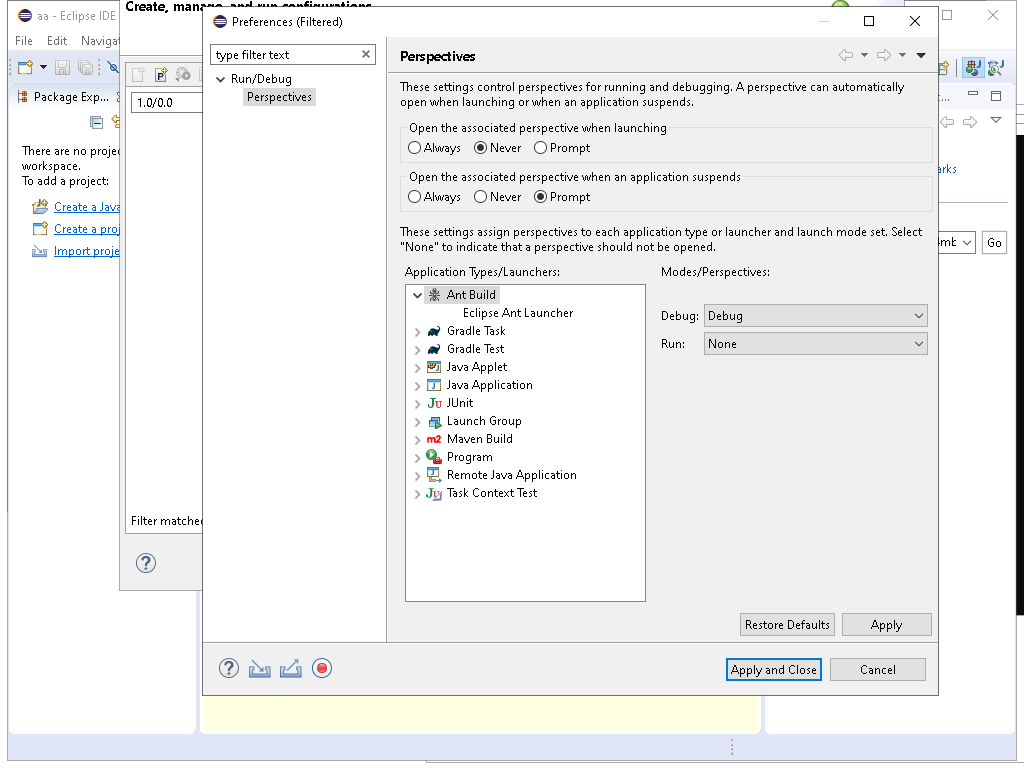 aa - Eclipse IDE
Create, manage, and run configurations
File Edit Navigat
Package Exp...
There are no projec
workspace.
To add a project:
Create a Java
Create a proj
Import proje
1.0/0.0
Filter matched
Preferences (Filtered)
type filter text
Run/Debug
Perspectives
Perspectives
These settings control perspectives for running and debugging. A perspective can automatically
open when launching or when an application suspends.
Open the associated perspective when launching
Always Never Prompt
Open the associated perspective when an application suspends
Always Never Prompt
These settings assign perspectives to each application type or launcher and launch mode set. Select
"None" to indicate that a perspective should not be opened.
Application Types/Launchers:
Modes/Perspectives:
Ant Build
Eclipse Ant Launcher
Gradle Task
Gradle Test
Java Applet
Java Application
JUnit
Launch Group
Maven Build
Program
Remote Java Application
Task Context Test
Debug: Debug
Run: None
Restore Defaults Apply
Apply and Close Cancel
arks
Go